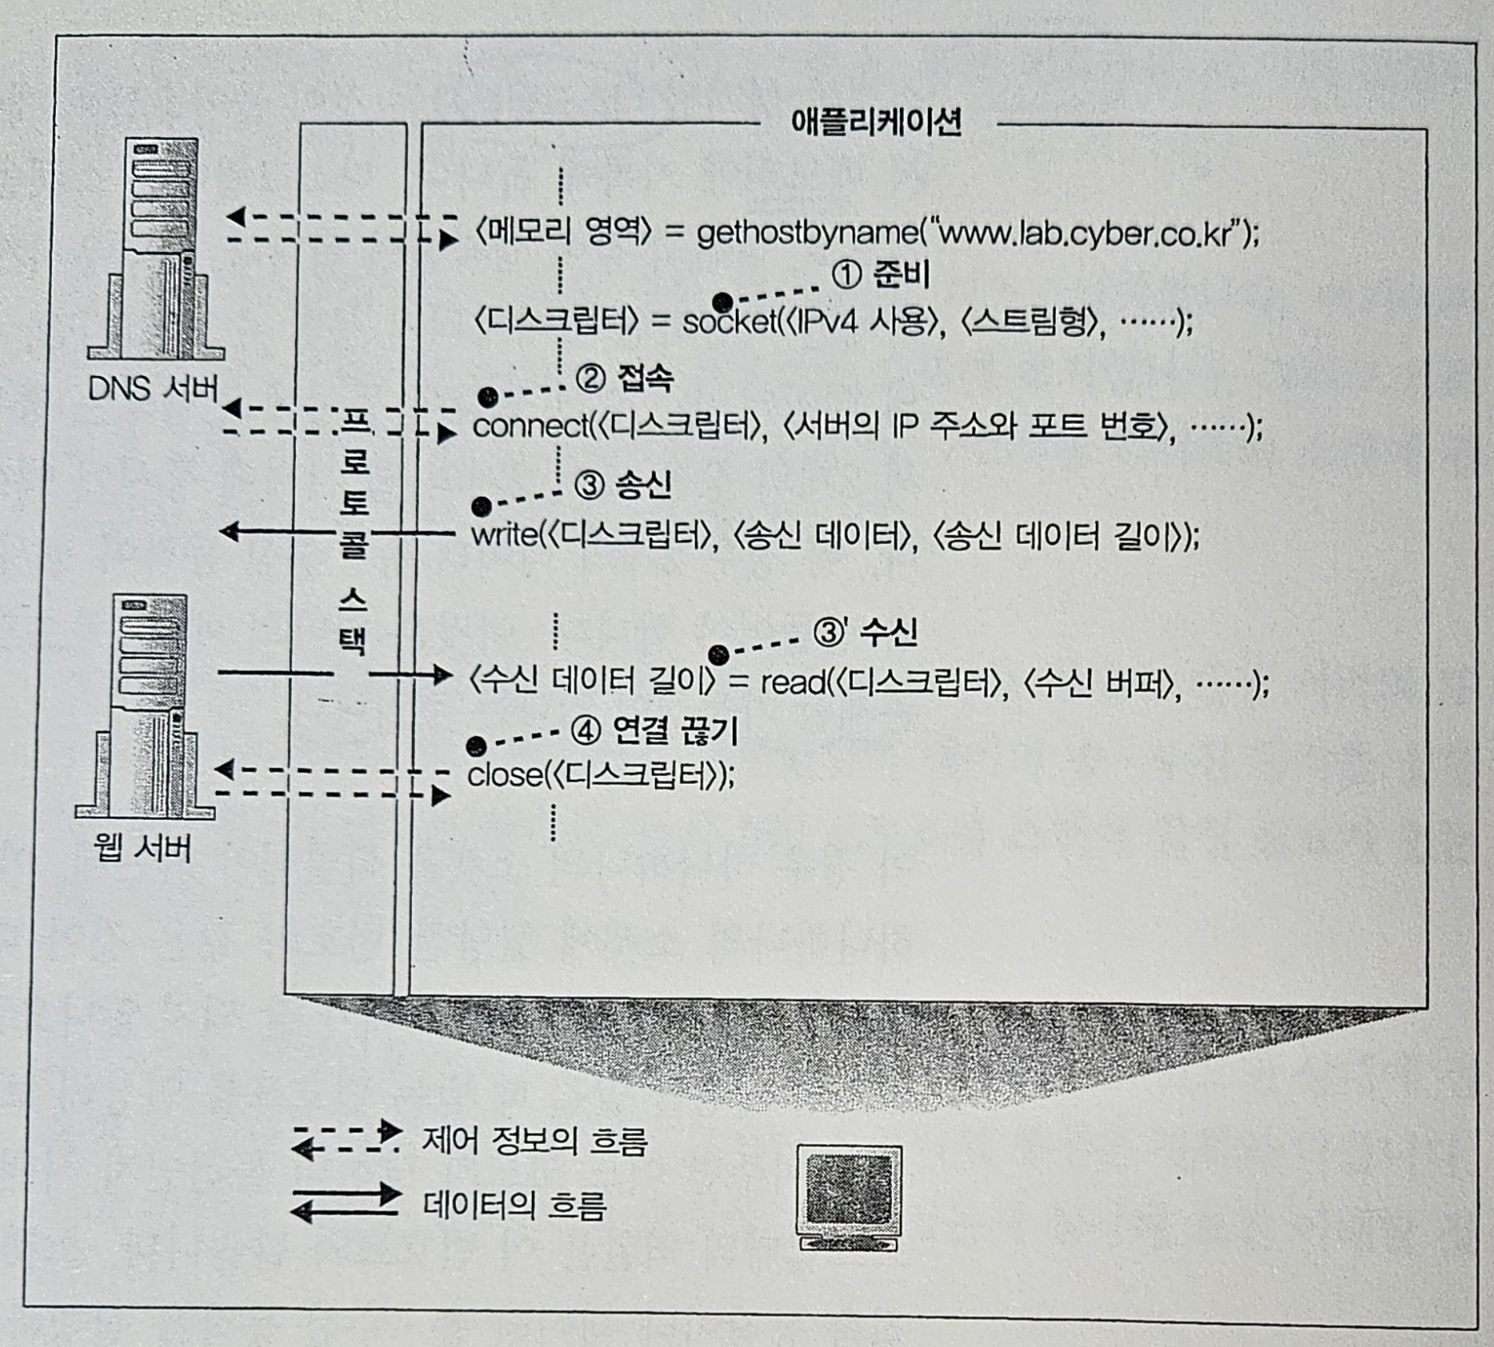 애플리케이션
〈메모리 영역〉 = gethostbyname(“www.lab.cyber.co.kr”);
① 준비
〈디스크립터〉 = socket(〈IPv4 사용〉, 〈스트림형〉, ……);
DNS 서버
② 접속
connect(〈디스크립터〉, 〈서버의 IP 주소와 포트 번호〉, ……);
프로토콜 스택
③ 송신
write(〈디스크립터〉, 〈송신 데이터〉, 〈송신 데이터 길이〉);
③' 수신
〈수신 데이터 길이〉 = read(〈디스크립터〉, 〈수신 버퍼〉, ……);
④ 연결 끊기
close(〈디스크립터〉);
웹 서버
제어 정보의 흐름
데이터의 흐름